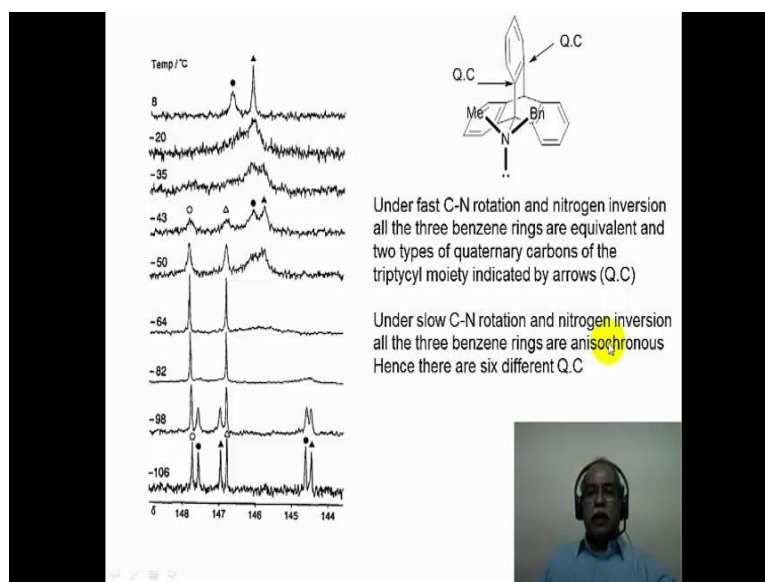 Temp/°C
8
-20
-35
-43
-50
-64
-82
-98
-106
δ 148 147 146 145 144
Q.C
Q.C
Me Bn
N
Under fast C-N rotation and nitrogen inversion
all the three benzene rings are equivalent and
two types of quaternary carbons of the
triptycyl moiety indicated by arrows (Q.C)
Under slow C-N rotation and nitrogen inversion
all the three benzene rings are anisochronous
Hence there are six different Q.C